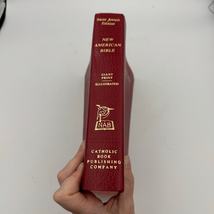 Saint Joseph
Edition
NEW
AMERICAN
BIBLE
GIANT
PRINT
ILLUSTRATED
NAB
CATHOLIC
BOOK
PUBLISHING
COMPANY